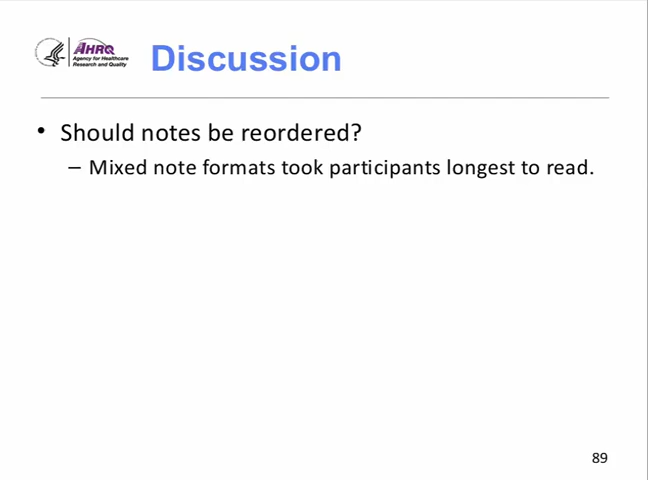 AHRQ
Agency for Healthcare
Research and Quality
Discussion
• Should notes be reordered?
– Mixed note formats took participants longest to read.
89